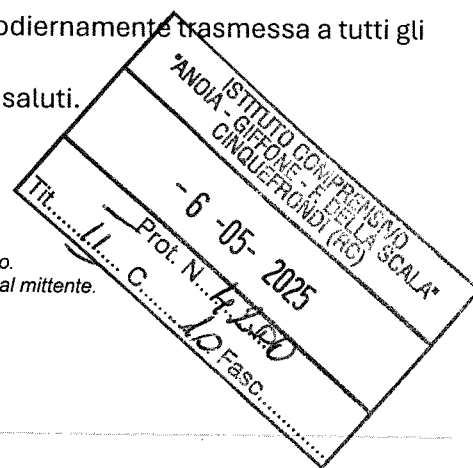 odiernamente trasmessa a tutti gli
saluti.
o.
al mittente.
ISTITUTO COMPRENSIVO
"ANOIA - GIFFONE - F. DELLA SCALA"
CINQUEFRONDI (RC)
- 6 -05- 2025
Prot. N...
Tit....... C....... 10 Fasc...............